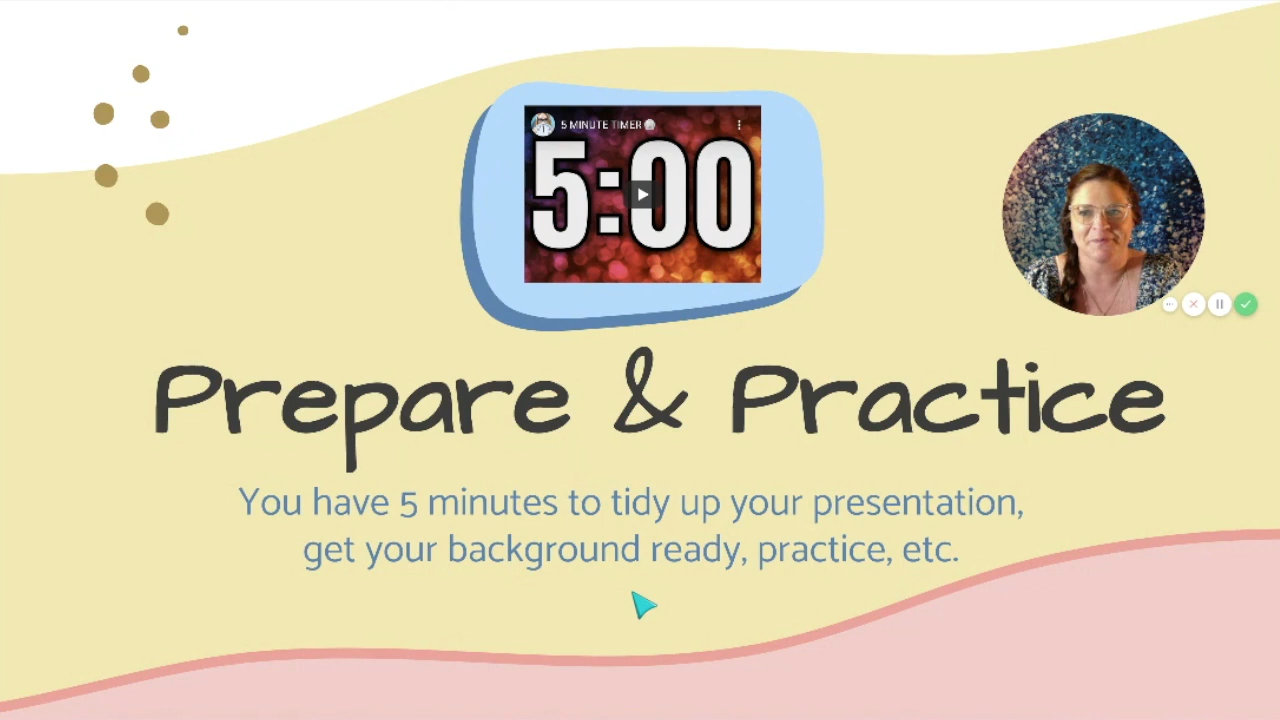 5 MINUTE TIMER
5:00
Prepare & Practice
You have 5 minutes to tidy up your presentation,
get your background ready, practice, etc.